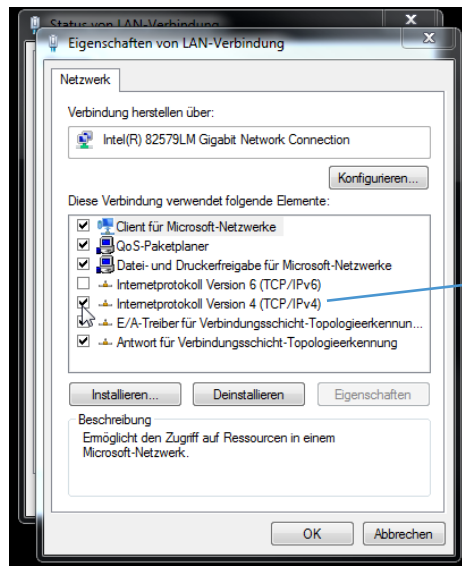 Status von LAN-Verbindung
Eigenschaften von LAN-Verbindung
Netzwerk
Verbindung herstellen über:
Intel(R) 82579LM Gigabit Network Connection
Konfigurieren...
Diese Verbindung verwendet folgende Elemente:
Client für Microsoft-Netzwerke
QoS-Paketplaner
Datei- und Druckerfreigabe für Microsoft-Netzwerke
Internetprotokoll Version 6 (TCP/IPv6)
Internetprotokoll Version 4 (TCP/IPv4)
E/A-Treiber für Verbindungsschicht-Topologieerkennun...
Antwort für Verbindungsschicht-Topologieerkennung
Installieren... Deinstallieren Eigenschaften
Beschreibung
Ermöglicht den Zugriff auf Ressourcen in einem
Microsoft-Netzwerk.
OK Abbrechen